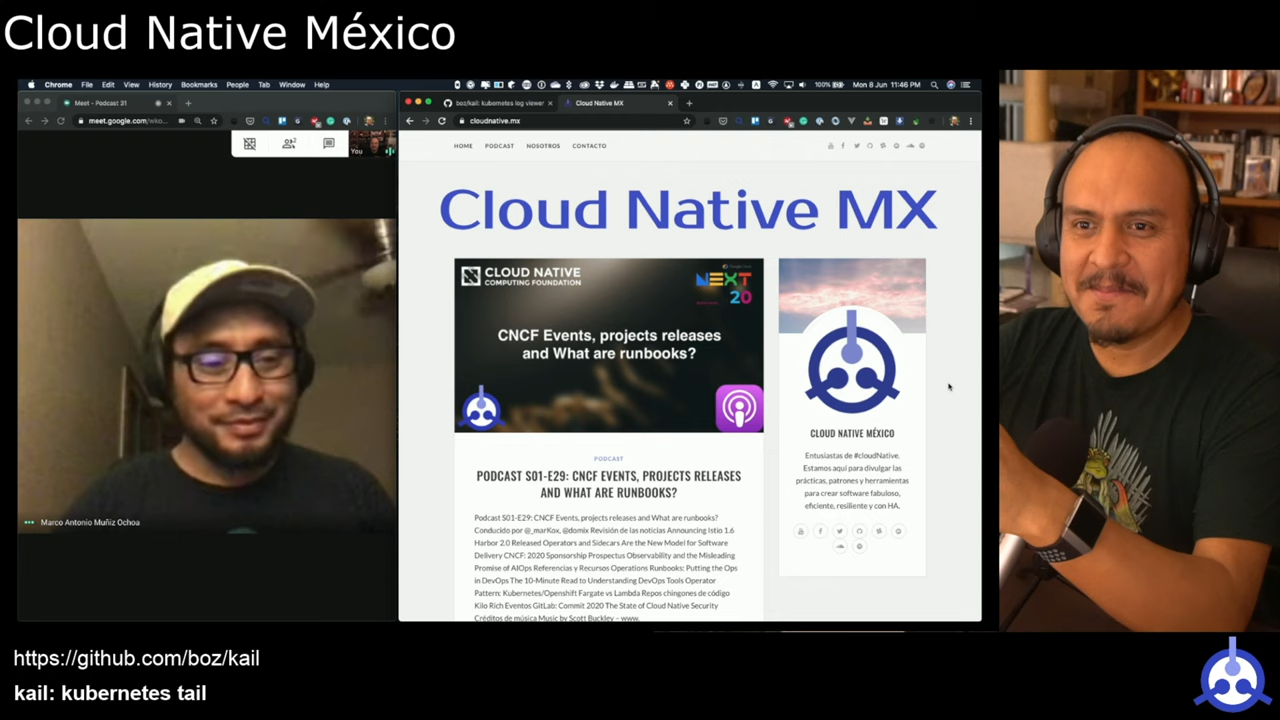 Cloud Native México
Chrome File Edit View History Bookmarks People Tab Window Help
100% Mon 8 Jun 11:46 PM
Meet - Podcast 31
boz/kail: kubernetes log viewer
Cloud Native MX
meet.google.com/wko...
cloudnative.mx
You
HOME PODCAST NOSOTROS CONTACTO
Cloud Native MX
CLOUD NATIVE
COMPUTING FOUNDATION
NEXT
20
CNCF Events, projects releases
and What are runbooks?
PODCAST
PODCAST S01-E29: CNCF EVENTS, PROJECTS RELEASES
AND WHAT ARE RUNBOOKS?
Podcast S01-E29: CNCF Events, projects releases and What are runbooks?
Conducido por @_marKox, @domix Revisión de las noticias Announcing Istio 1.6
Harbor 2.0 Released Operators and Sidecars Are the New Model for Software
Delivery CNCF: 2020 Sponsorship Prospectus Observability and the Misleading
Promise of AIOps Referencias y Recursos Operations Runbooks: Putting the Ops
in DevOps The 10-Minute Read to Understanding DevOps Tools Operator
Pattern: Kubernetes/Openshift Fargate vs Lambda Repos chingones de código
Kilo Rich Eventos GitLab: Commit 2020 The State of Cloud Native Security
Créditos de música Music by Scott Buckley – www.
CLOUD NATIVE MÉXICO
Entusiastas de #cloudNative.
Estamos aquí para divulgar las
prácticas, patrones y herramientas
para crear software fabuloso,
eficiente, resiliente y con HA.
Marco Antonio Muñiz Ochoa
https://github.com/boz/kail
kail: kubernetes tail